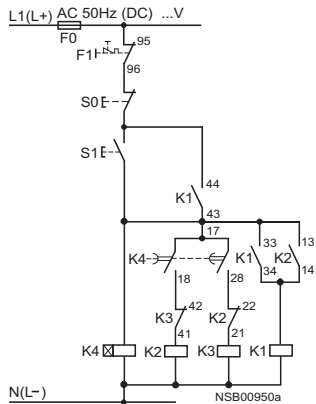 L1(L+) AC 50Hz (DC) ...V
F0
95
F1
96
S0
S1
44
K1
43
17
33 13
K4 K1 K2
34 14
18 28
42 22
K3 K2
41 21
K4 K2 K3 K1
N(L−) NSB00950a